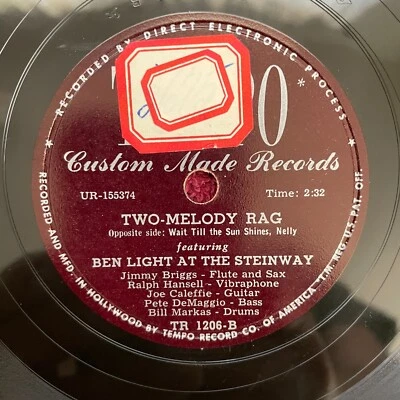 RECORDED BY DIRECT ELECTRONIC PROCESS
Custom Made Records
UR-155374 Time: 2:32
TWO-MELODY RAG
Opposite side: Wait Till the Sun Shines, Nelly
featuring
BEN LIGHT AT THE STEINWAY
Jimmy Briggs - Flute and Sax
Ralph Hansell - Vibraphone
Joe Caleffie - Guitar
Pete DeMaggio - Bass
Bill Markas - Drums
TR 1206-B
RECORDED AND MFD. IN HOLLYWOOD BY TEMPO RECORD CO. OF AMERICA. *T.M. REG. U.S. PAT. OFF.